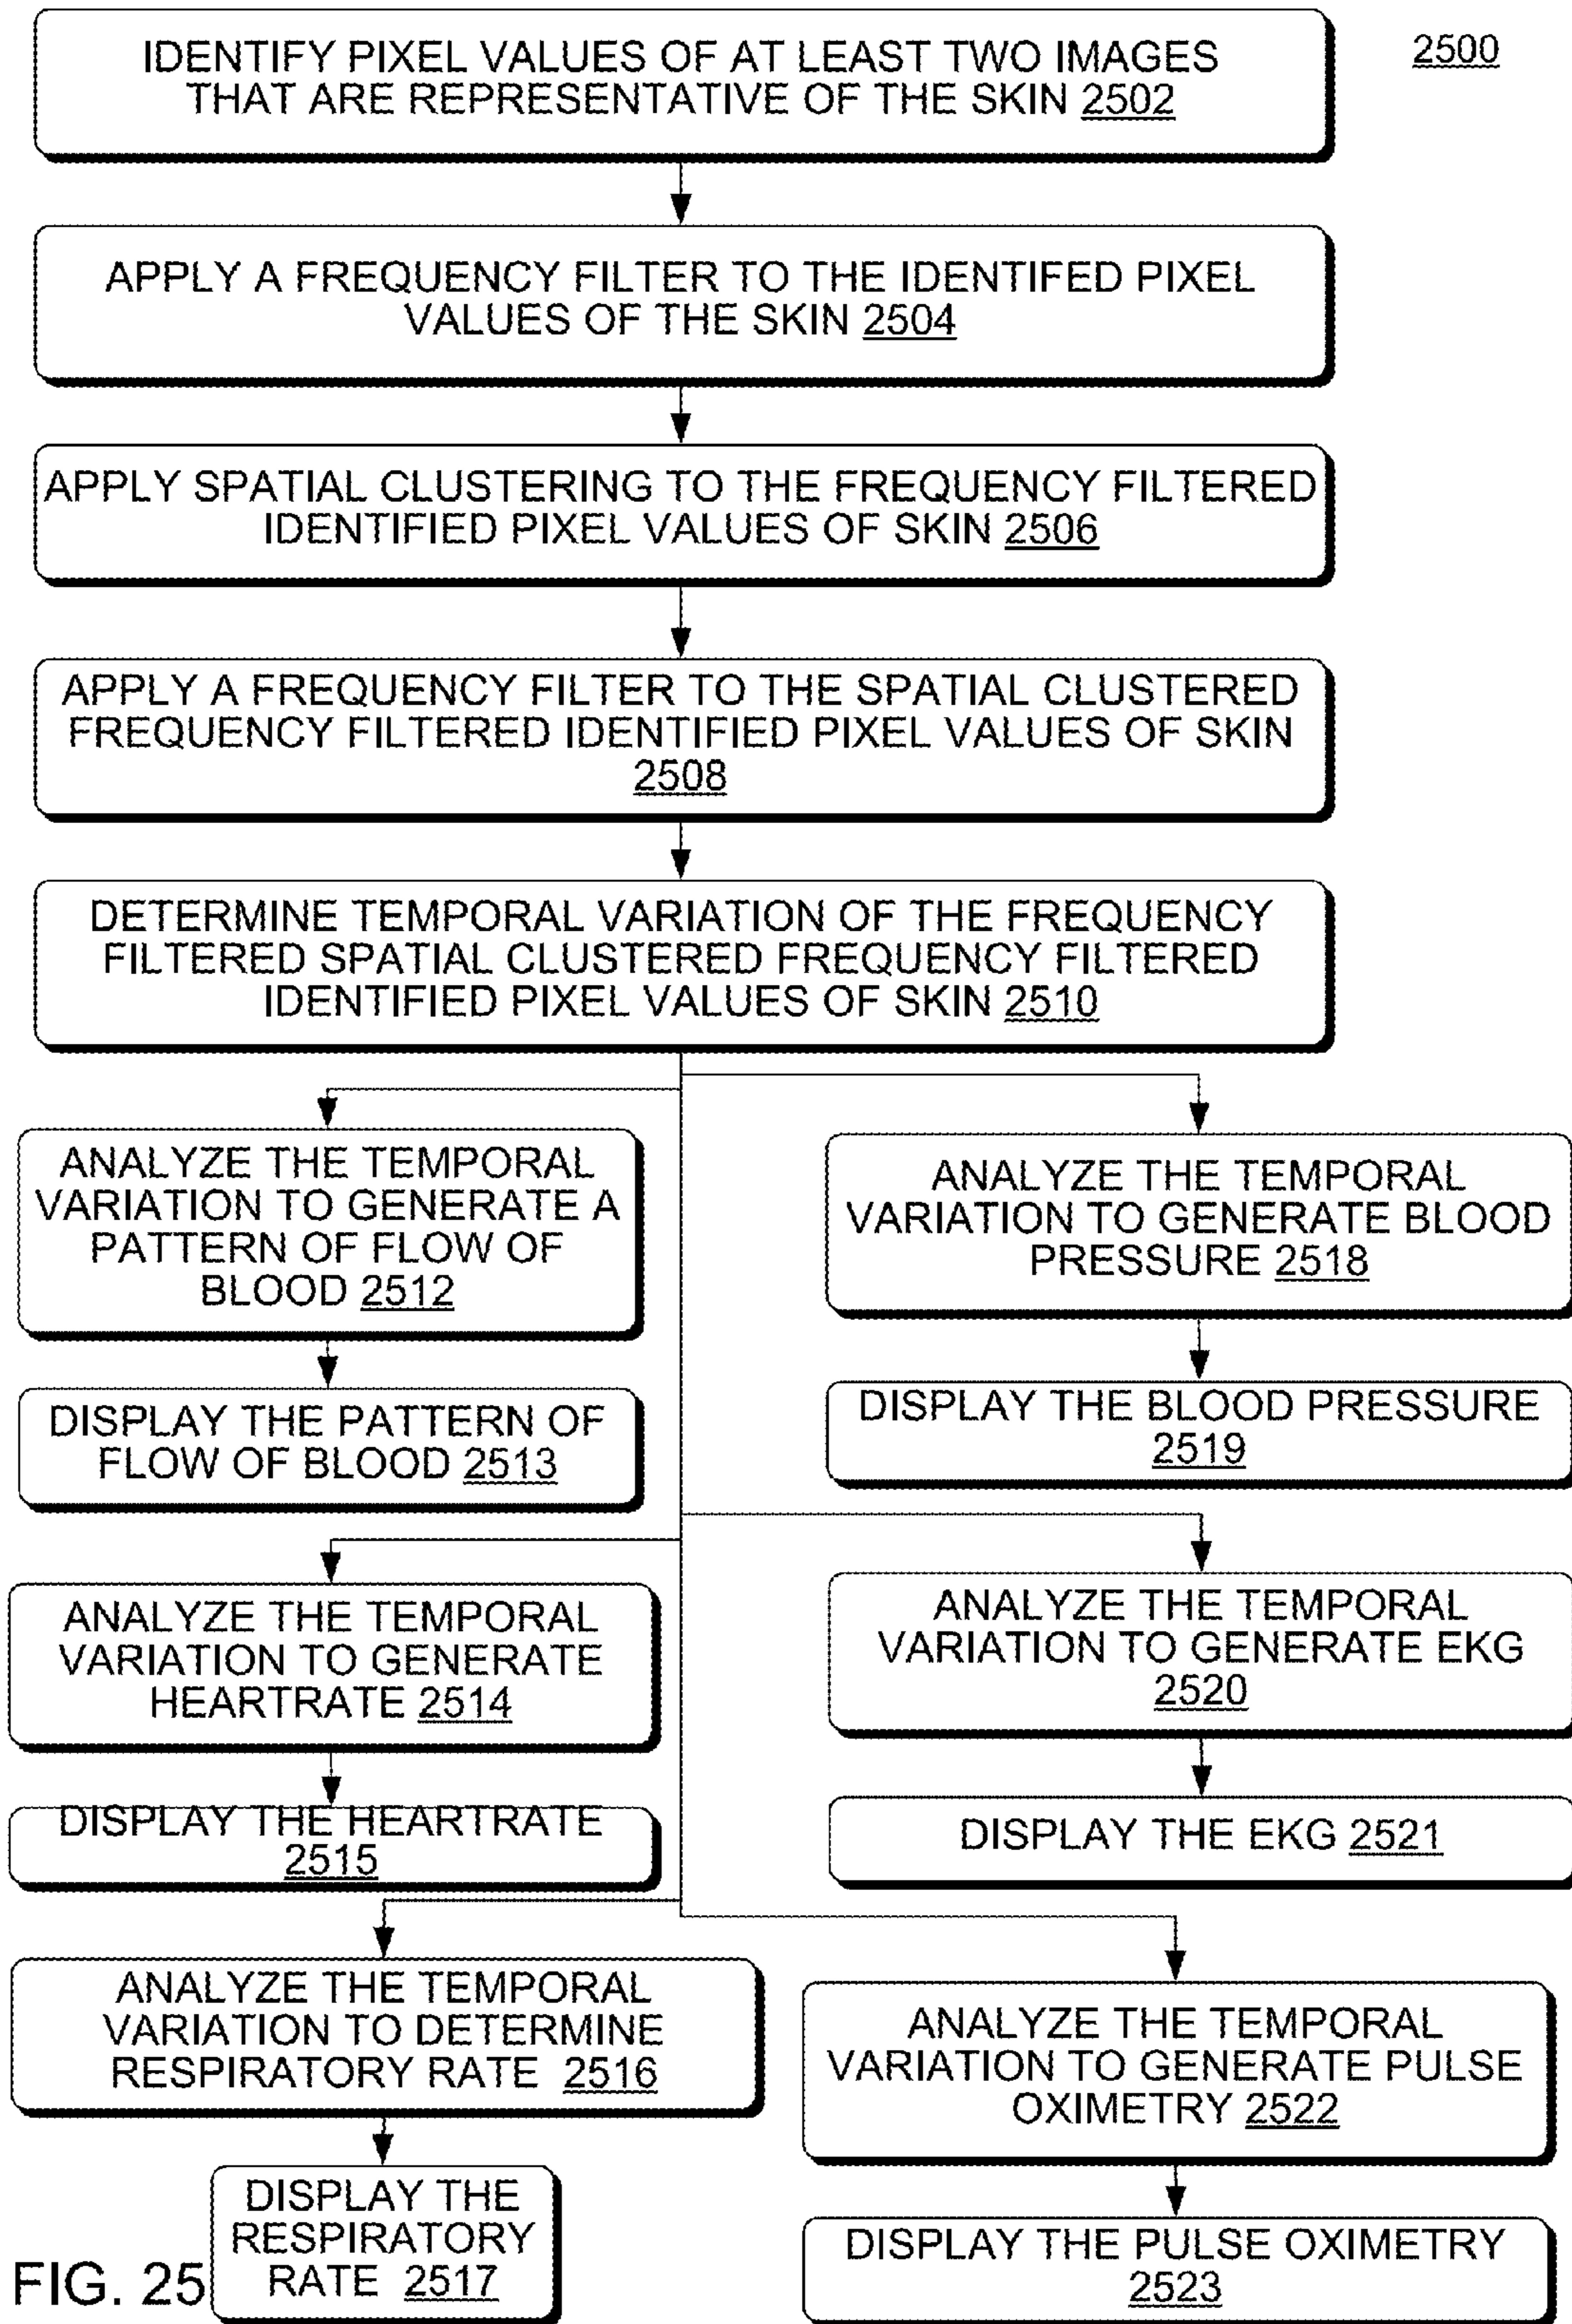 2500
IDENTIFY PIXEL VALUES OF AT LEAST TWO IMAGES
THAT ARE REPRESENTATIVE OF THE SKIN 2502
APPLY A FREQUENCY FILTER TO THE IDENTIFED PIXEL
VALUES OF THE SKIN 2504
APPLY SPATIAL CLUSTERING TO THE FREQUENCY FILTERED
IDENTIFIED PIXEL VALUES OF SKIN 2506
APPLY A FREQUENCY FILTER TO THE SPATIAL CLUSTERED
FREQUENCY FILTERED IDENTIFIED PIXEL VALUES OF SKIN
2508
DETERMINE TEMPORAL VARIATION OF THE FREQUENCY
FILTERED SPATIAL CLUSTERED FREQUENCY FILTERED
IDENTIFIED PIXEL VALUES OF SKIN 2510
ANALYZE THE TEMPORAL
VARIATION TO GENERATE A
PATTERN OF FLOW OF
BLOOD 2512
DISPLAY THE PATTERN OF
FLOW OF BLOOD 2513
ANALYZE THE TEMPORAL
VARIATION TO GENERATE BLOOD
PRESSURE 2518
DISPLAY THE BLOOD PRESSURE
2519
ANALYZE THE TEMPORAL
VARIATION TO GENERATE
HEARTRATE 2514
DISPLAY THE HEARTRATE
2515
ANALYZE THE TEMPORAL
VARIATION TO GENERATE EKG
2520
DISPLAY THE EKG 2521
ANALYZE THE TEMPORAL
VARIATION TO DETERMINE
RESPIRATORY RATE 2516
DISPLAY THE
RESPIRATORY
RATE 2517
ANALYZE THE TEMPORAL
VARIATION TO GENERATE PULSE
OXIMETRY 2522
DISPLAY THE PULSE OXIMETRY
2523
FIG. 25